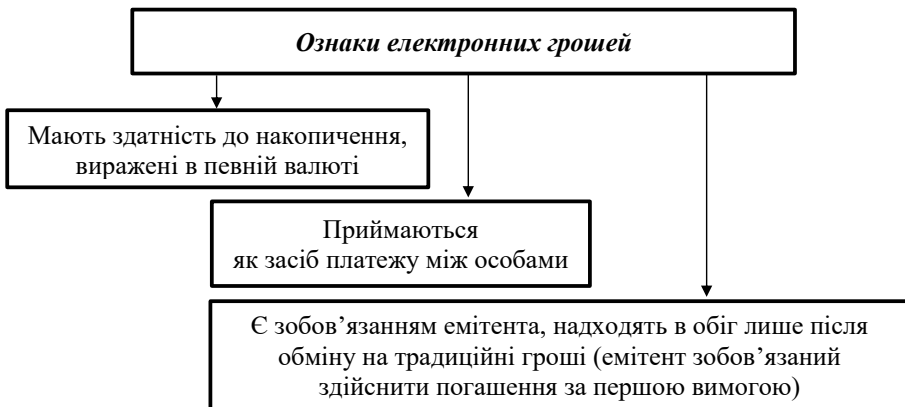 Ознаки електронних грошей
Мають здатність до накопичення,
виражені в певній валюті
Приймаються
як засіб платежу між особами
Є зобов’язанням емітента, надходять в обіг лише після
обміну на традиційні гроші (емітент зобов’язаний
здійснити погашення за першою вимогою)